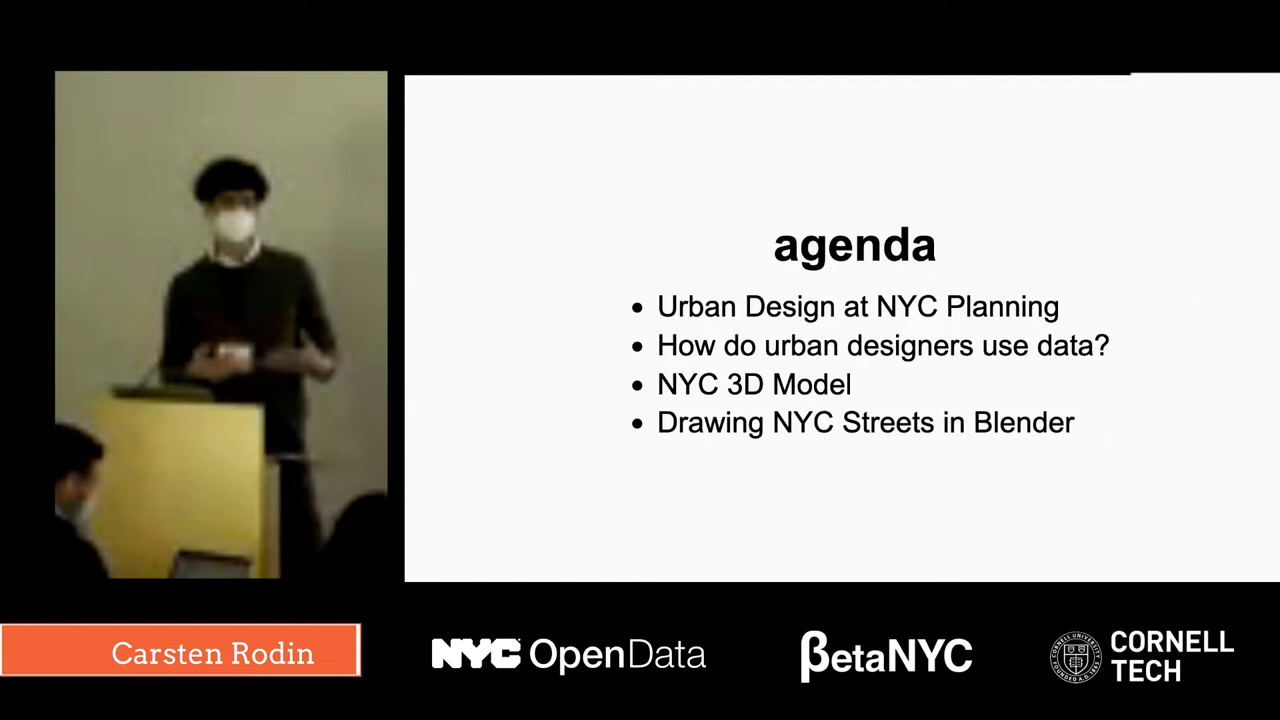 agenda
• Urban Design at NYC Planning
• How do urban designers use data?
• NYC 3D Model
• Drawing NYC Streets in Blender
Carsten Rodin
NYC OpenData
βetaNYC
CORNELL
TECH